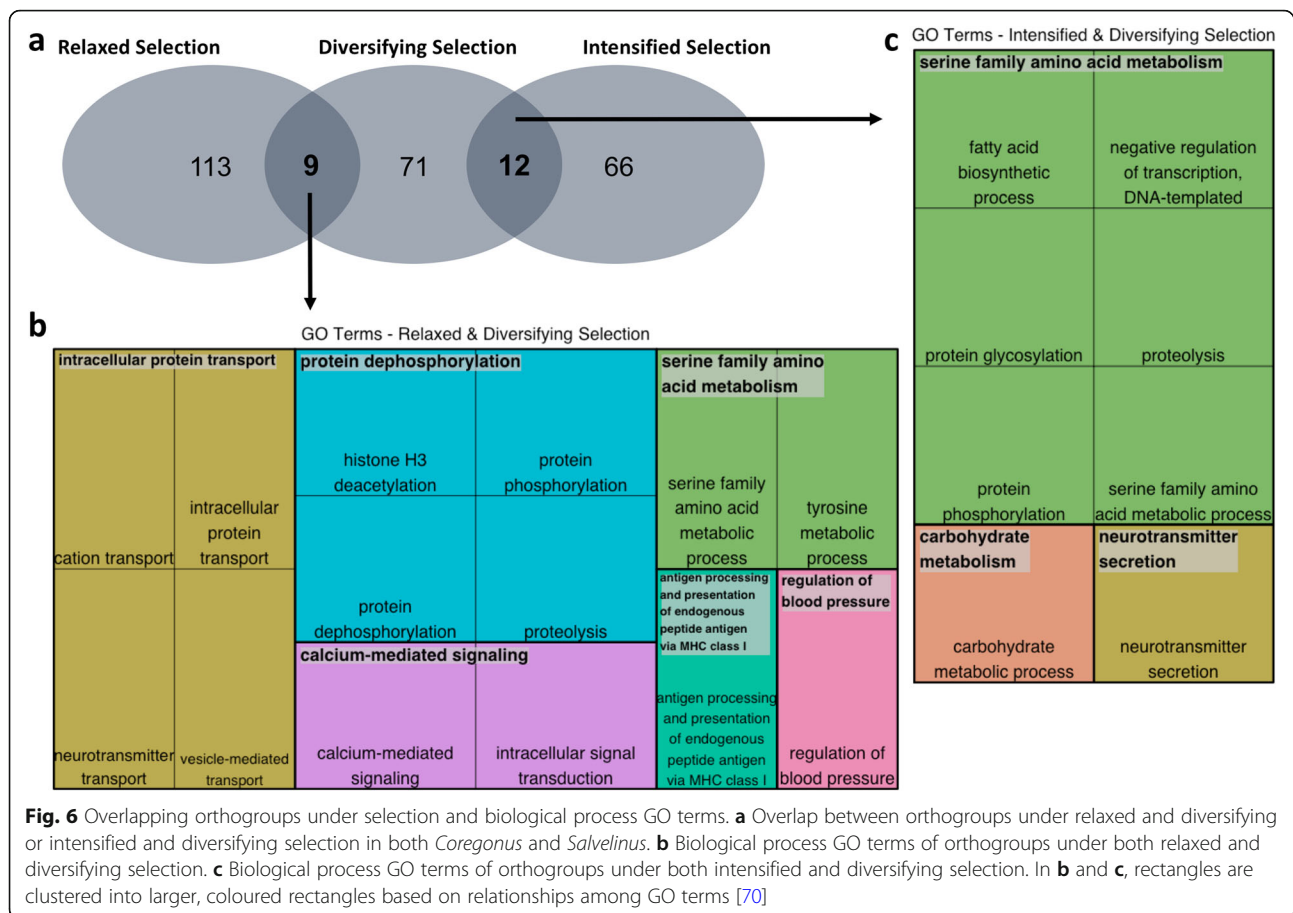 a
Relaxed Selection
Diversifying Selection
Intensified Selection
113
9
71
12
66
b
GO Terms - Relaxed & Diversifying Selection
intracellular protein transport
cation transport
intracellular
protein
transport
neurotransmitter
transport
vesicle-mediated
transport
protein dephosphorylation
histone H3
deacetylation
protein
phosphorylation
protein
dephosphorylation
proteolysis
calcium-mediated signaling
calcium-mediated
signaling
intracellular signal
transduction
serine family amino
acid metabolism
serine family
amino acid
metabolic
process
tyrosine
metabolic
process
antigen processing
and presentation
of endogenous
peptide antigen
via MHC class I
antigen processing
and presentation
of endogenous
peptide antigen
via MHC class I
regulation of
blood pressure
regulation of
blood pressure
c
GO Terms - Intensified & Diversifying Selection
serine family amino acid metabolism
fatty acid
biosynthetic
process
negative regulation
of transcription,
DNA-templated
protein glycosylation
proteolysis
protein
phosphorylation
serine family amino
acid metabolic process
carbohydrate
metabolism
carbohydrate
metabolic process
neurotransmitter
secretion
neurotransmitter
secretion
Fig. 6 Overlapping orthogroups under selection and biological process GO terms. a Overlap between orthogroups under relaxed and diversifying
or intensified and diversifying selection in both Coregonus and Salvelinus. b Biological process GO terms of orthogroups under both relaxed and
diversifying selection. c Biological process GO terms of orthogroups under both intensified and diversifying selection. In b and c, rectangles are
clustered into larger, coloured rectangles based on relationships among GO terms [70]